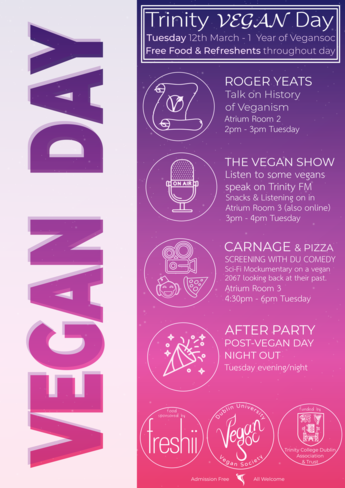 VEGAN DAY
Trinity VEGAN Day
Tuesday 12th March - 1 Year of Vegansoc
Free Food & Refreshents throughout day
ROGER YEATS
Talk on History
of Veganism
Atrium Room 2
2pm - 3pm Tuesday
ON AIR
THE VEGAN SHOW
Listen to some vegans
speak on Trinity FM
Snacks & Listening on in
Atrium Room 3 (also online)
3pm - 4pm Tuesday
CARNAGE & PIZZA
SCREENING WITH DU COMEDY
Sci-Fi Mockumentary on a vegan
2067 looking back at their past.
Atrium Room 3
4:30pm - 6pm Tuesday
AFTER PARTY
POST-VEGAN DAY
NIGHT OUT
Tuesday evening/night
Food
sponsored by
freshii
Dublin University
Vegan
Soc
Vegan Society
Funded by
Trinity College Dublin
Association
& Trust
Admission Free
All Welcome